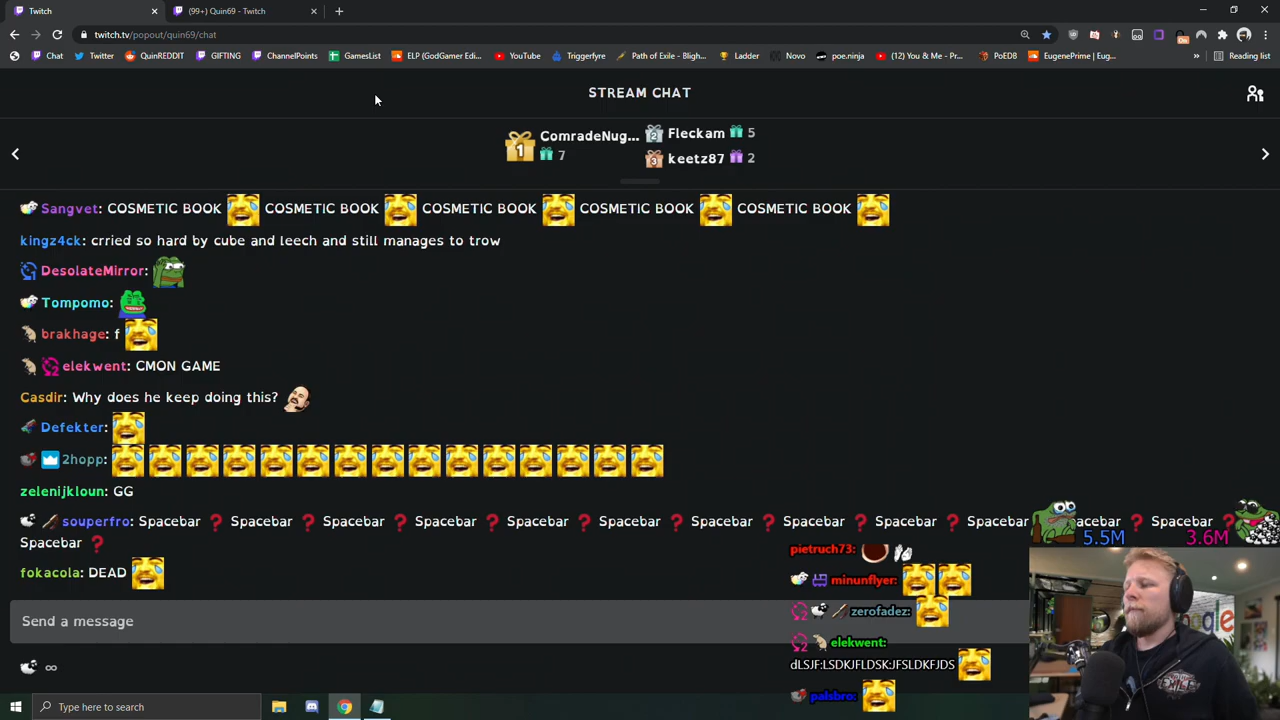 Twitch
(99+) Quin69 - Twitch
twitch.tv/popout/quin69/chat
Chat
Twitter
QuinREDDIT
GIFTING
ChannelPoints
GamesList
ELP (GodGamer Edi...
YouTube
Triggerfyre
Path of Exile - Bligh...
Ladder
Novo
poe.ninja
(12) You & Me - Pr...
PoEDB
EugenePrime | Eug...
»
Reading list
STREAM CHAT
1 ComradeNug... 7
2 Fleckam 5
3 keetz87 2
Sangvet: COSMETIC BOOK COSMETIC BOOK COSMETIC BOOK COSMETIC BOOK COSMETIC BOOK
kingz4ck: crried so hard by cube and leech and still manages to trow
DesolateMirror:
Tompomo:
brakhage: f
elekwent: CMON GAME
Casdir: Why does he keep doing this?
Defekter:
2hopp:
zelenijkloun: GG
souperfro: Spacebar ❓ Spacebar ❓ Spacebar ❓ Spacebar ❓ Spacebar ❓ Spacebar ❓ Spacebar ❓ Spacebar ❓ Spacebar ❓ Spacebar acebar ❓ Spacebar ❓
Spacebar ❓
5.5M
3.6M
fokacola: DEAD
pietruch73:
minunflyer:
zerofadez:
elekwent:
dLSJF:LSDKJFLDSK:JFSLDKFJDS
palsbro:
Send a message
∞
Type here to search